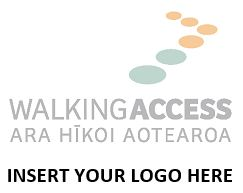 WALKINGACCESS
ARA HĪKOI AOTEAROA
INSERT YOUR LOGO HERE